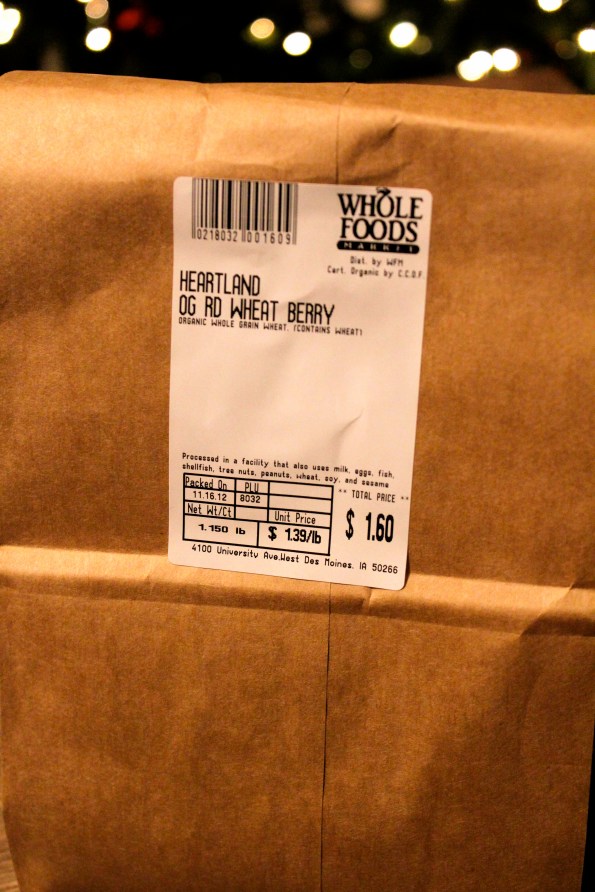 0218032 001609
WHOLE
FOODS
MARKET
Dist. by WFM
Cert. Organic by C.C.O.F
HEARTLAND
OG RD WHEAT BERRY
ORGANIC WHOLE GRAIN WHEAT. (CONTAINS WHEAT)
Processed in a facility that also uses milk, eggs, fish,
shellfish, tree nuts, peanuts, wheat, soy, and sesame
Packed On PLU
11.16.12 8032
** TOTAL PRICE **
Net Wt/Ct Unit Price
1.150 lb $ 1.39/lb $ 1.60
4100 University Ave.West Des Moines, IA 50266